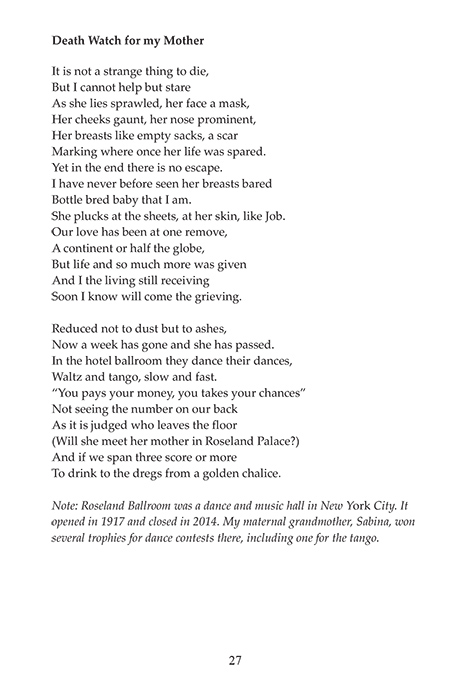 Death Watch for my Mother
It is not a strange thing to die,
But I cannot help but stare
As she lies sprawled, her face a mask,
Her cheeks gaunt, her nose prominent,
Her breasts like empty sacks, a scar
Marking where once her life was spared.
Yet in the end there is no escape.
I have never before seen her breasts bared
Bottle bred baby that I am.
She plucks at the sheets, at her skin, like Job.
Our love has been at one remove,
A continent or half the globe,
But life and so much more was given
And I the living still receiving
Soon I know will come the grieving.
Reduced not to dust but to ashes,
Now a week has gone and she has passed.
In the hotel ballroom they dance their dances,
Waltz and tango, slow and fast.
“You pays your money, you takes your chances”
Not seeing the number on our back
As it is judged who leaves the floor
(Will she meet her mother in Roseland Palace?)
And if we span three score or more
To drink to the dregs from a golden chalice.
Note: Roseland Ballroom was a dance and music hall in New York City. It
opened in 1917 and closed in 2014. My maternal grandmother, Sabina, won
several trophies for dance contests there, including one for the tango.
27